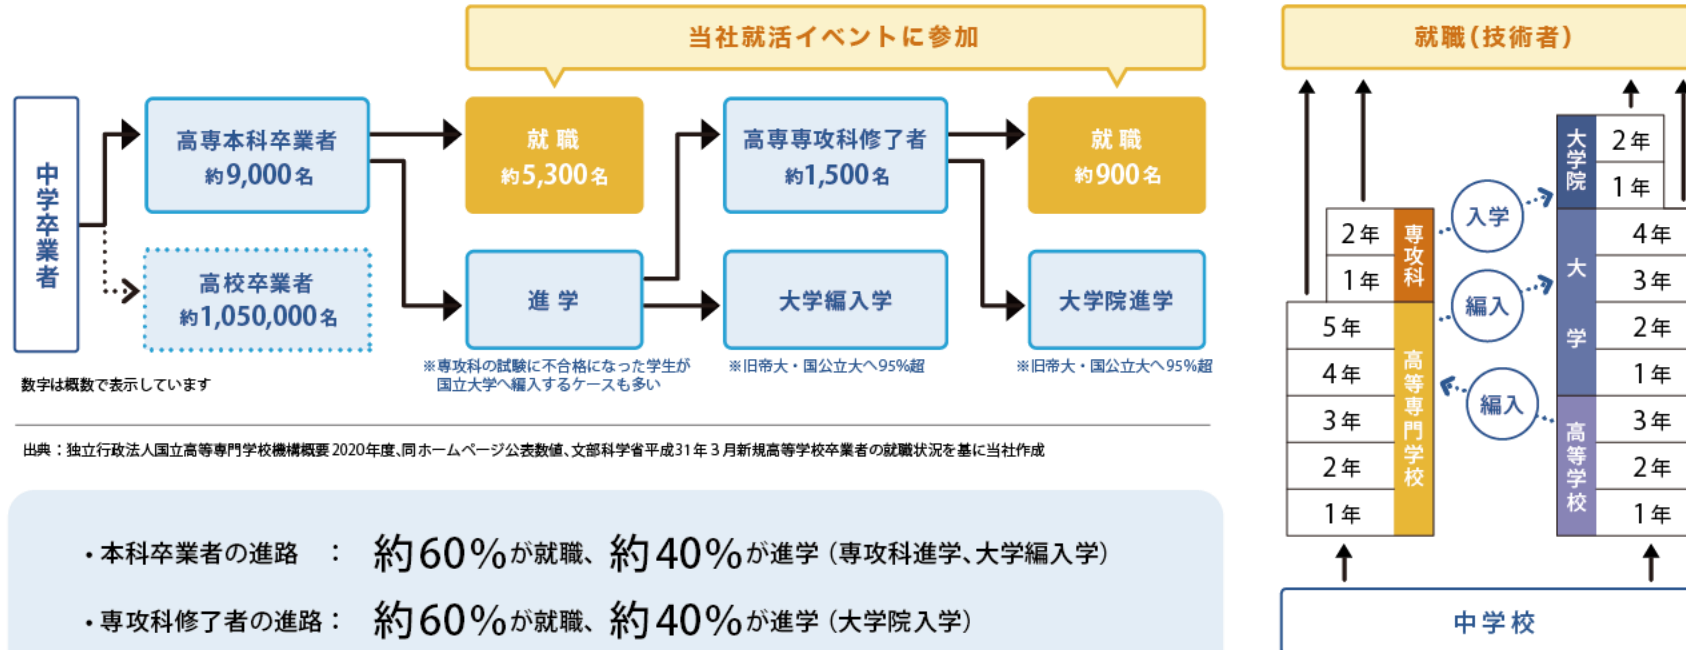 当社就活イベントに参加
中学卒業者
高専本科卒業者
約9,000名
高校卒業者
約1,050,000名
就職
約5,300名
進学
※専攻科の試験に不合格になった学生が
国立大学へ編入するケースも多い
高専専攻科修了者
約1,500名
大学編入学
※旧帝大・国公立大へ95%超
就職
約900名
大学院進学
※旧帝大・国公立大へ95%超
数字は概数で表示しています
出典：独立行政法人国立高等専門学校機構概要2020年度、同ホームページ公表数値、文部科学省平成31年3月新規高等学校卒業者の就職状況を基に当社作成
・本科卒業者の進路 ： 約60%が就職、約40%が進学（専攻科進学、大学編入学）
・専攻科修了者の進路： 約60%が就職、約40%が進学（大学院入学）
就職(技術者)
2年
1年
専攻科
5年
4年
3年
2年
1年
高等専門学校
入学
編入
編入
大学院
2年
1年
大学
4年
3年
2年
1年
高等学校
3年
2年
1年
中学校